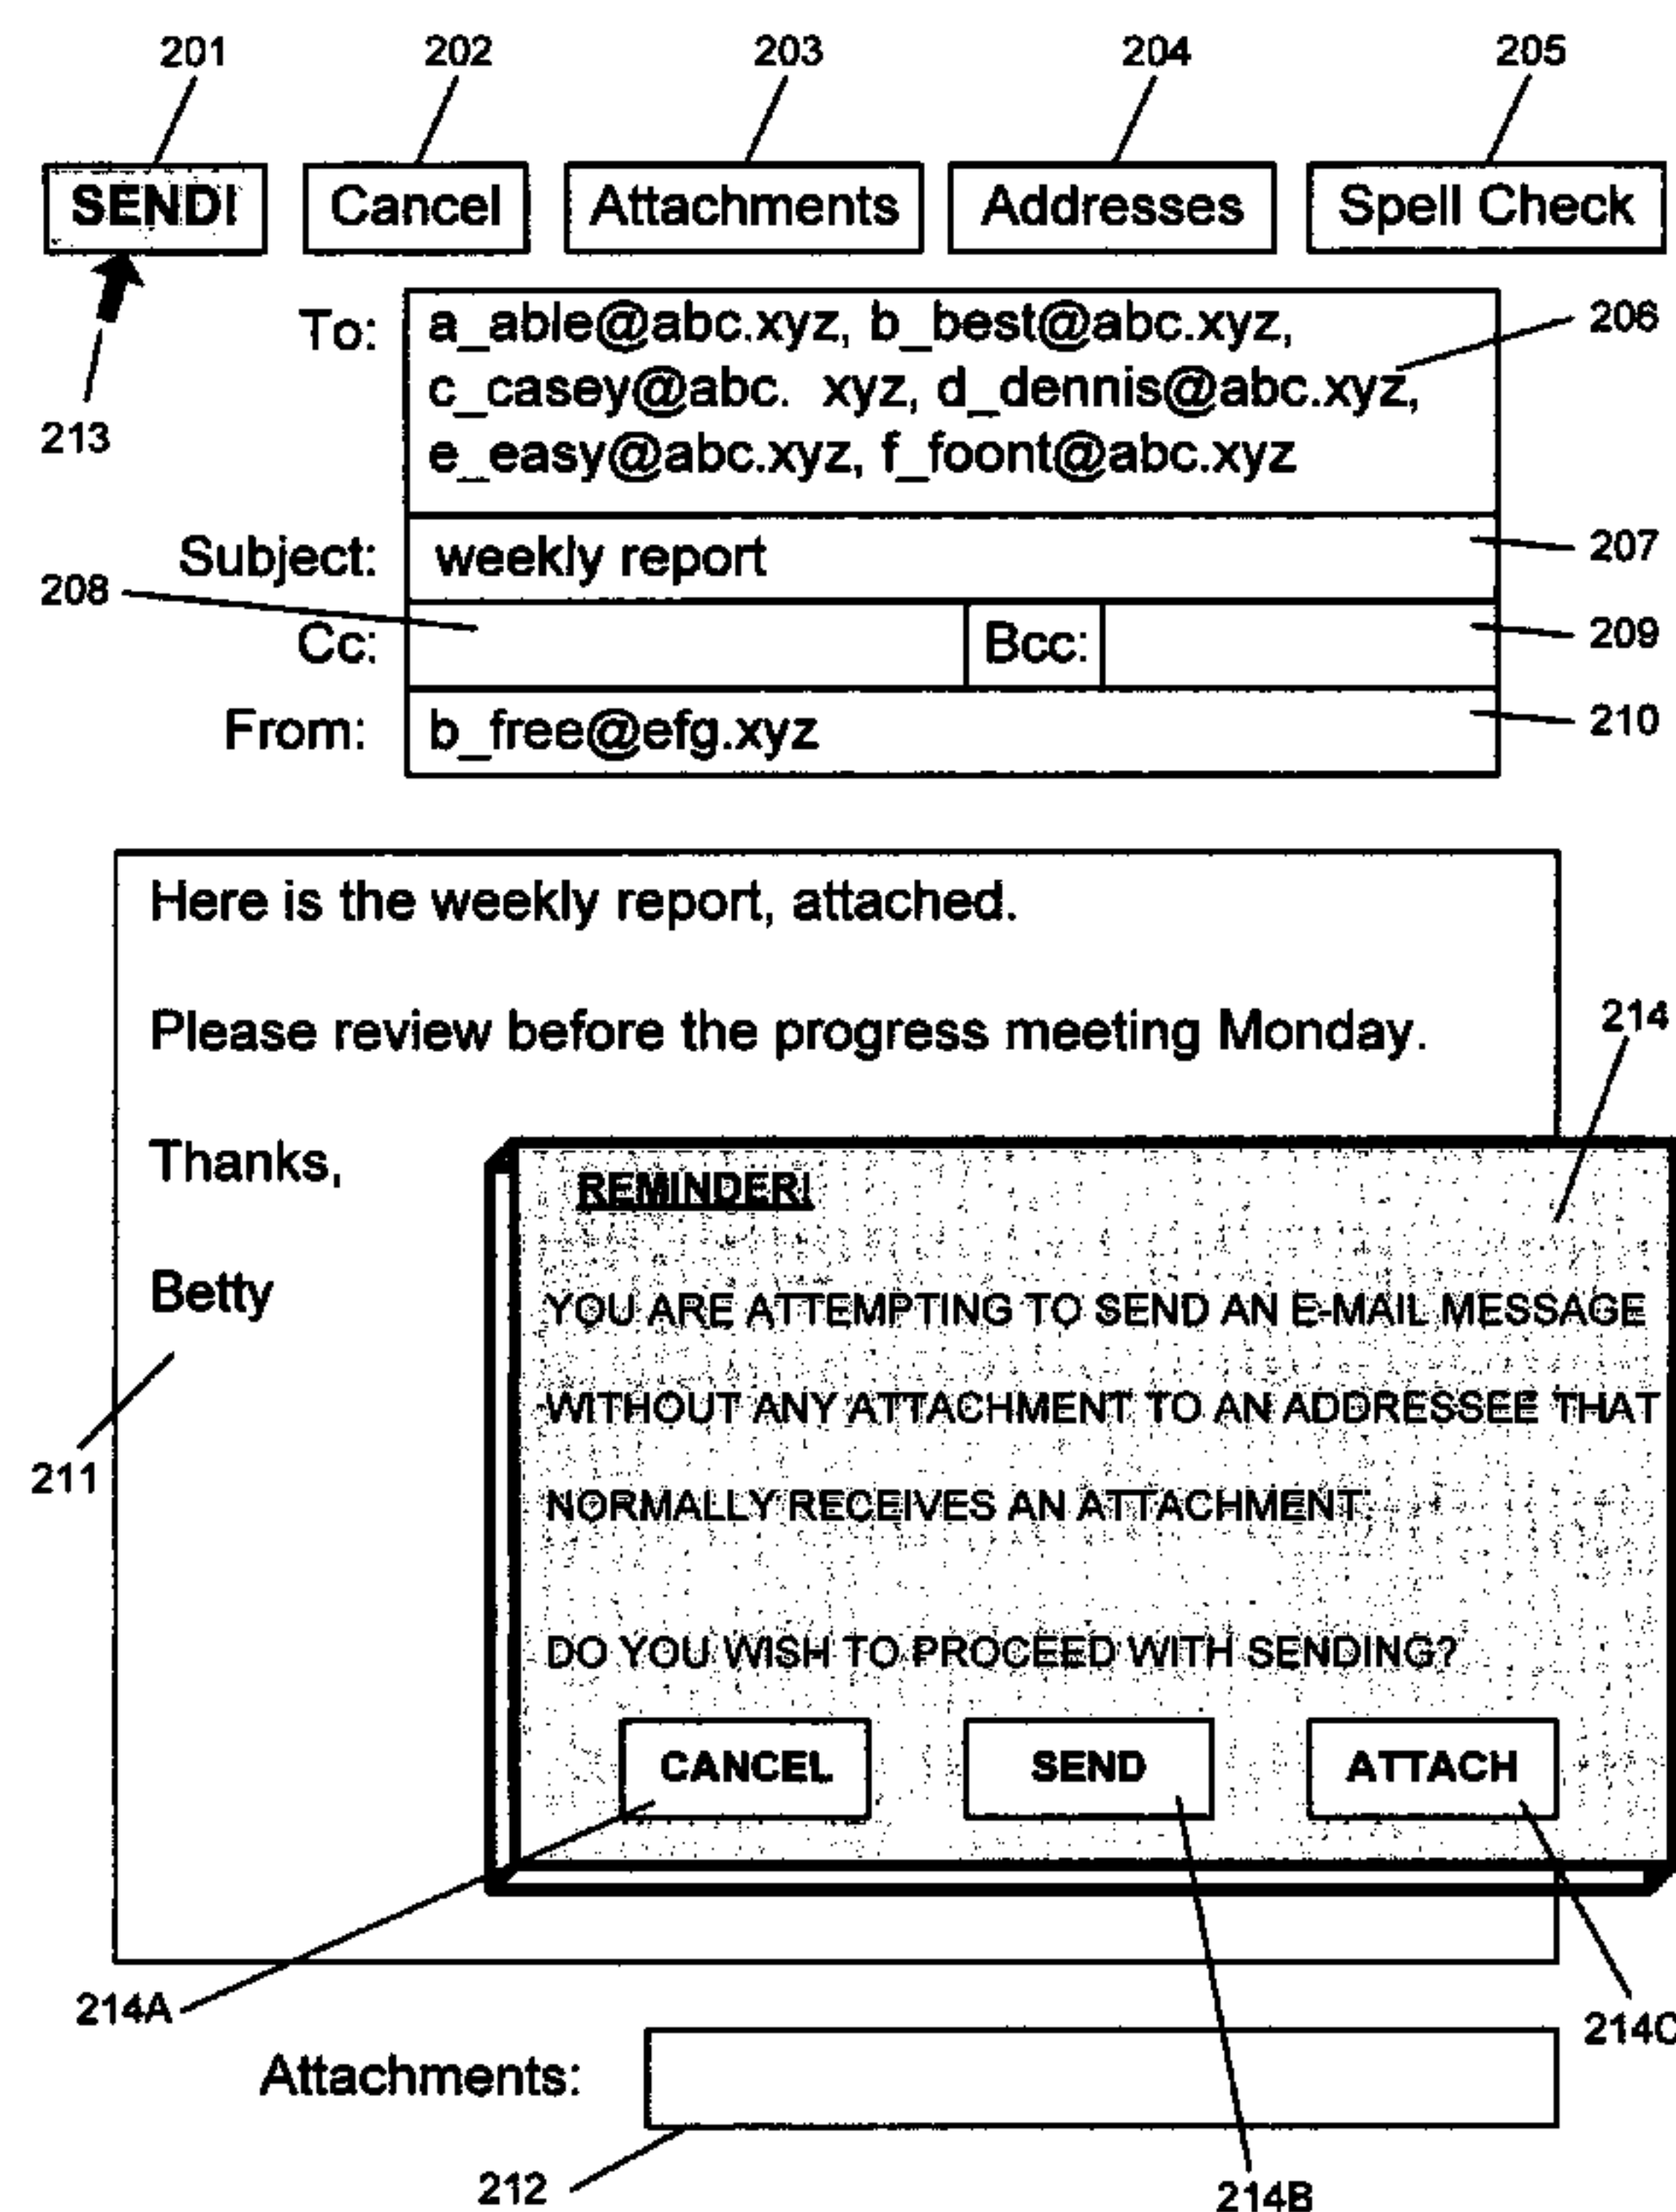 201 202 203 204 205
SEND! Cancel Attachments Addresses Spell Check
213
To: a_able@abc.xyz, b_best@abc.xyz,
c_casey@abc. xyz, d_dennis@abc.xyz,
e_easy@abc.xyz, f_foont@abc.xyz
206
Subject: weekly report 207
208
Cc: Bcc: 209
From: b_free@efg.xyz 210
Here is the weekly report, attached.
Please review before the progress meeting Monday.
214
Thanks,
Betty
211
REMINDER!
YOU ARE ATTEMPTING TO SEND AN E-MAIL MESSAGE
WITHOUT ANY ATTACHMENT TO AN ADDRESSEE THAT
NORMALLY RECEIVES AN ATTACHMENT.
DO YOU WISH TO PROCEED WITH SENDING?
CANCEL SEND ATTACH
214A 214C
Attachments:
212 214B